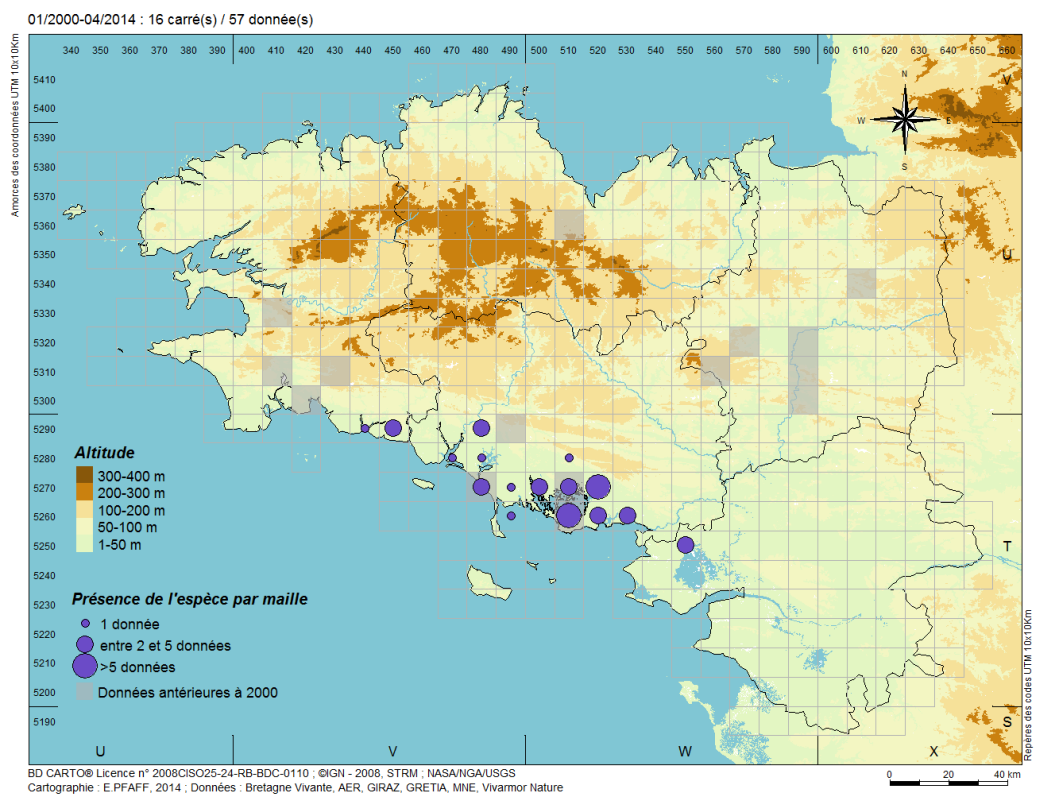 01/2000-04/2014 : 16 carré(s) / 57 donnée(s)
340 350 360 370 380 390 400 410 420 430 440 450 460 470 480 490 500 510 520 530 540 550 560 570 580 590 600 610 620 630 640 650 660
Amorces des coordonnées UTM 10x10Km
5410
5400
5390
5380
5370
5360
5350
5340
5330
5320
5310
5300
5290
5280
5270
5260
5250
5240
5230
5220
5210
5200
5190
N
W E
S
V
U
T
S
Repères des codes UTM 10x10Km
Altitude
300-400 m
200-300 m
100-200 m
50-100 m
1-50 m
Présence de l'espèce par maille
1 donnée
entre 2 et 5 données
>5 données
Données antérieures à 2000
U V W X
BD CARTO® Licence n° 2008CISO25-24-RB-BDC-0110 ; ©IGN - 2008, STRM ; NASA/NGA/USGS
Cartographie : E.PFAFF, 2014 ; Données : Bretagne Vivante, AER, GIRAZ, GRETIA, MNE, Vivarmor Nature
0 20 40 km